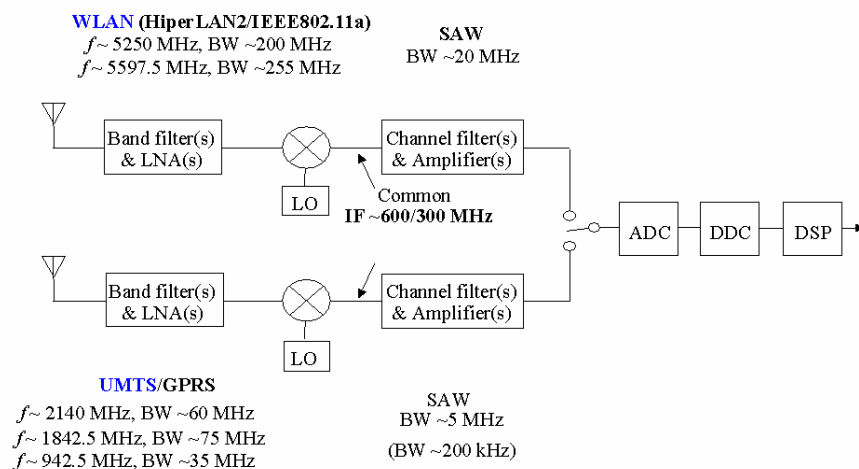 WLAN (HiperLAN2/IEEE802.11a)
f~ 5250 MHz, BW ~200 MHz
f~ 5597.5 MHz, BW ~255 MHz
SAW
BW ~20 MHz
Band filter(s)
& LNA(s)
LO
Channel filter(s)
& Amplifier(s)
Common
IF ~600/300 MHz
ADC
DDC
DSP
Band filter(s)
& LNA(s)
LO
Channel filter(s)
& Amplifier(s)
UMTS/GPRS
f~ 2140 MHz, BW ~60 MHz
f~ 1842.5 MHz, BW ~75 MHz
f~ 942.5 MHz, BW ~35 MHz
SAW
BW ~5 MHz
(BW ~200 kHz)